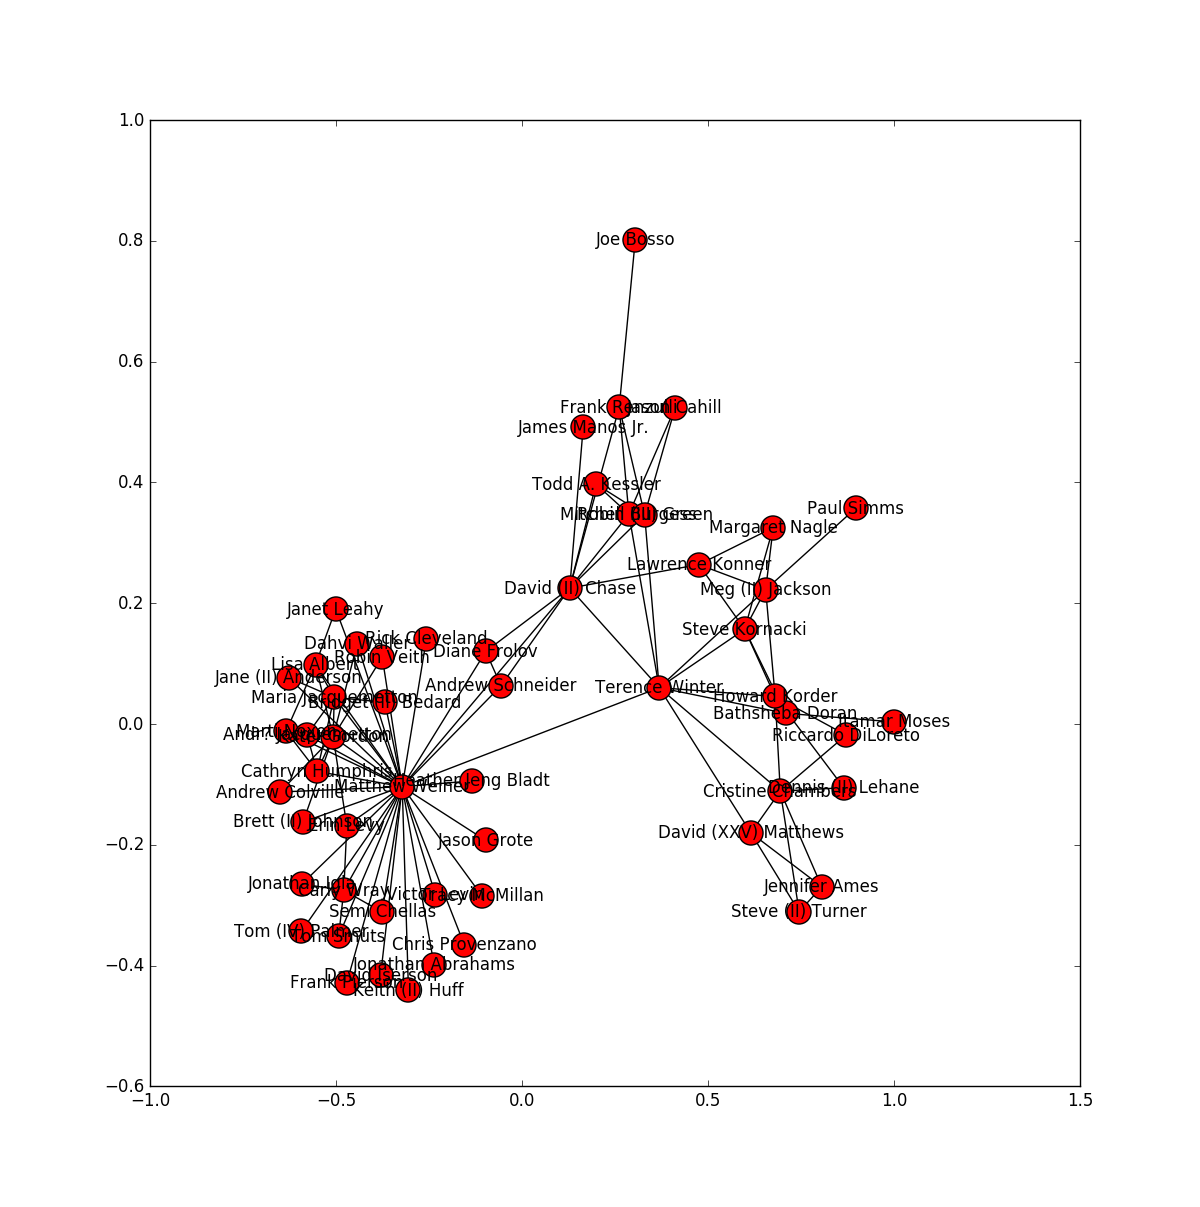 1.0
0.8
0.6
0.4
0.2
0.0
−0.2
−0.4
−0.6
−1.0
−0.5
0.0
0.5
1.0
1.5
Joe Bosso
Frank Renzulli
Jason Cahill
James Manos Jr.
Todd A. Kessler
Mitchell Burgess
Robin Green
Paul Simms
Margaret Nagle
Lawrence Konner
David (II) Chase
Meg (II) Jackson
Janet Leahy
Steve Kornacki
Dahvi Waller
Rick Cleveland
Robin Veith
Diane Frolov
Lisa Albert
Jane (II) Anderson
Andrew Schneider
Terence Winter
Maria Jacquemetton
Bridget (II) Bedard
Howard Korder
Bathsheba Doran
Itamar Moses
Riccardo DiLoreto
Marti Noxon
Gordon
Cathryn Humphris
Andrew Colville
Matthew Weiner
Heather Jeng Bladt
Cristine Chambers
Dennis (II) Lehane
Brett (II) Johnson
Erin Levy
David (XXV) Matthews
Jason Grote
Jonathan Igla
Carly Wray
Victor Levin
Tracy McMillan
Jennifer Ames
Semi Chellas
Steve (II) Turner
Tom (IV) Palmer
Tom Smuts
Chris Provenzano
Jonathan Abrahams
David Iserson
Frank Pierson
Keith (II) Huff